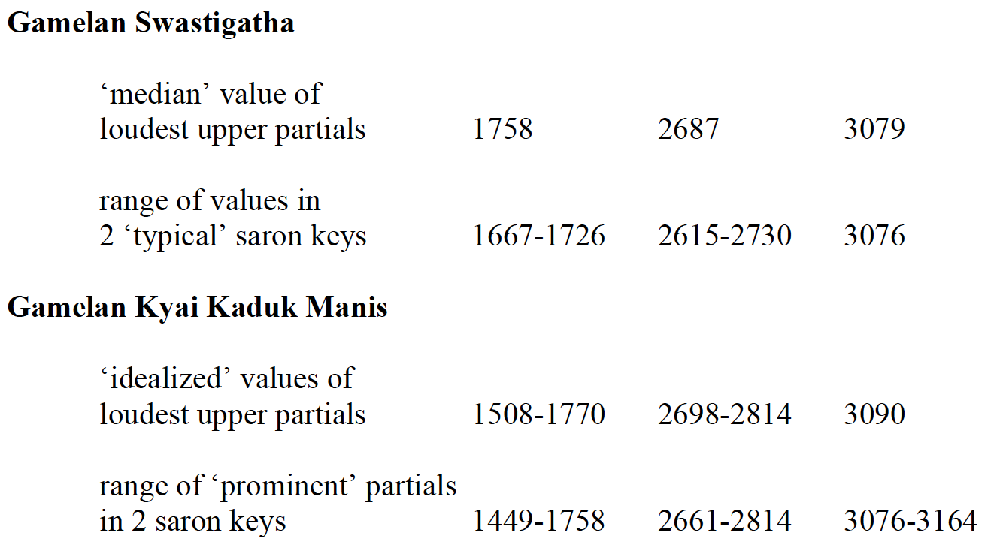 Gamelan Swastigatha
‘median’ value of
loudest upper partials 1758 2687 3079
range of values in
2 ‘typical’ saron keys 1667-1726 2615-2730 3076
Gamelan Kyai Kaduk Manis
‘idealized’ values of
loudest upper partials 1508-1770 2698-2814 3090
range of ‘prominent’ partials
in 2 saron keys 1449-1758 2661-2814 3076-3164